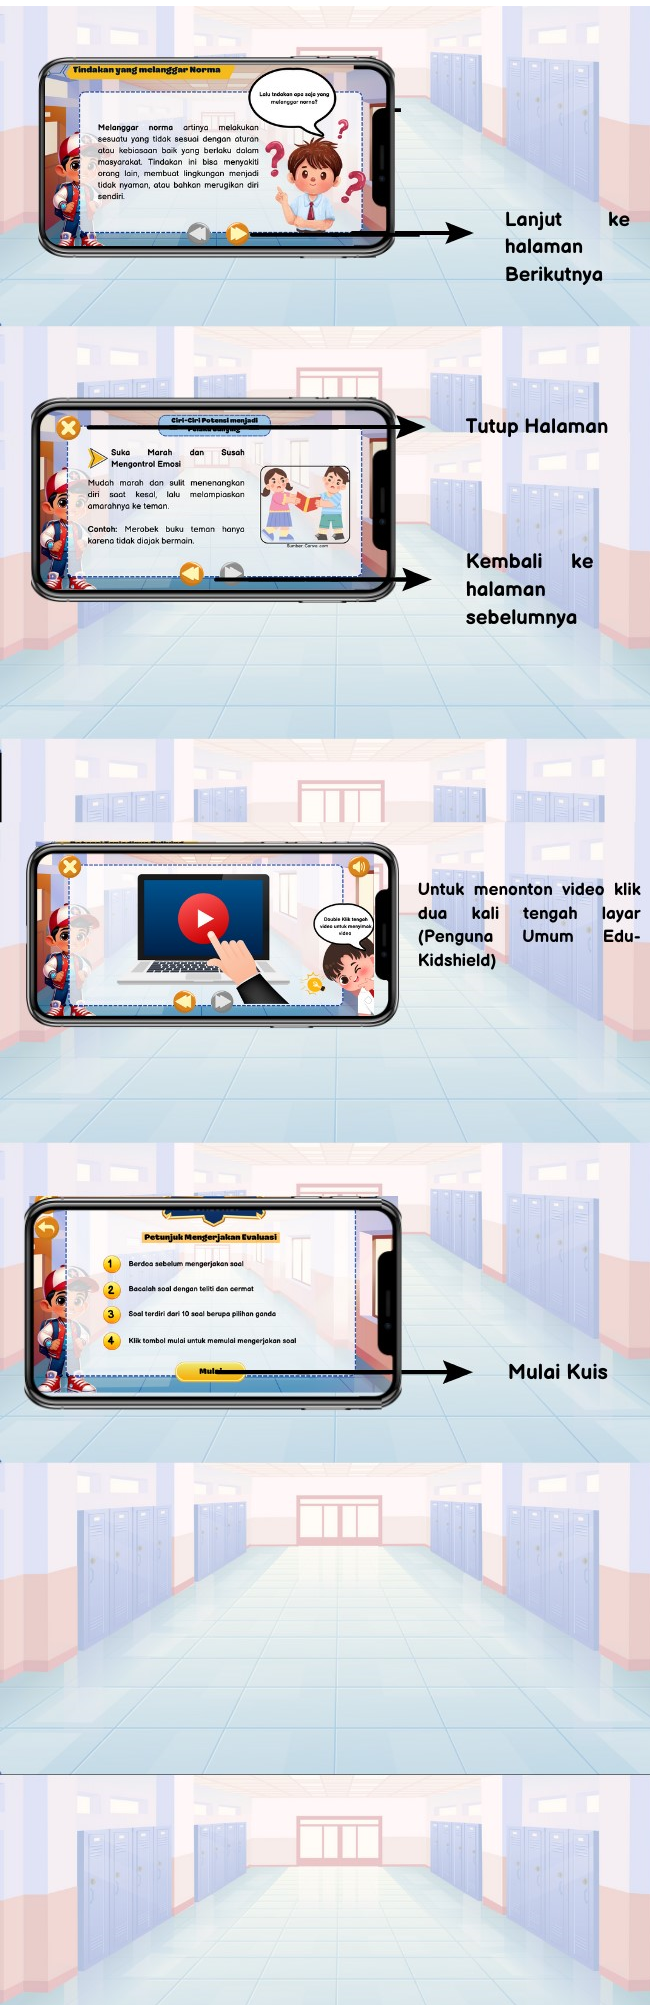 Tindakan yang melanggar Norma
Lalu tindakan apa saja yang
melanggar norma?
Melanggar norma artinya melakukan
sesuatu yang tidak sesuai dengan aturan
atau kebiasaan baik yang berlaku dalam
masyarakat. Tindakan ini bisa menyakiti
orang lain, membuat lingkungan menjadi
tidak nyaman, atau bahkan merugikan diri
sendiri.
Lanjut ke
halaman
Berikutnya
Ciri-Ciri Potensi menjadi
Tutup Halaman
Suka Marah dan Susah
Mengontrol Emosi
Mudah marah dan sulit menenangkan
diri saat kesal, lalu melampiaskan
amarahnya ke teman.
Contoh: Merobek buku teman hanya
karena tidak diajak bermain.
Sumber: Canva.com
Kembali ke
halaman
sebelumnya
Untuk menonton video klik
dua kali tengah layar
(Penguna Umum Edu-
Kidshield)
Double Klik tengah
video untuk menyimak
video
Petunjuk Mengerjakan Evaluasi
1 Berdoa sebelum mengerjakan soal
2 Bacalah soal dengan teliti dan cermat
3 Soal terdiri dari 10 soal berupa pilihan ganda
4 Klik tombol mulai untuk memulai mengerjakan soal
Mulai
Mulai Kuis